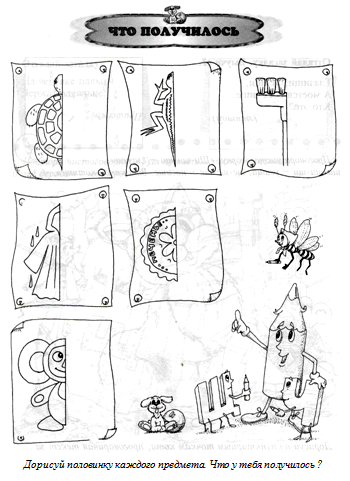 ЧТО ПОЛУЧИЛОСЬ
Дорисуй половинку каждого предмета. Что у тебя получилось?